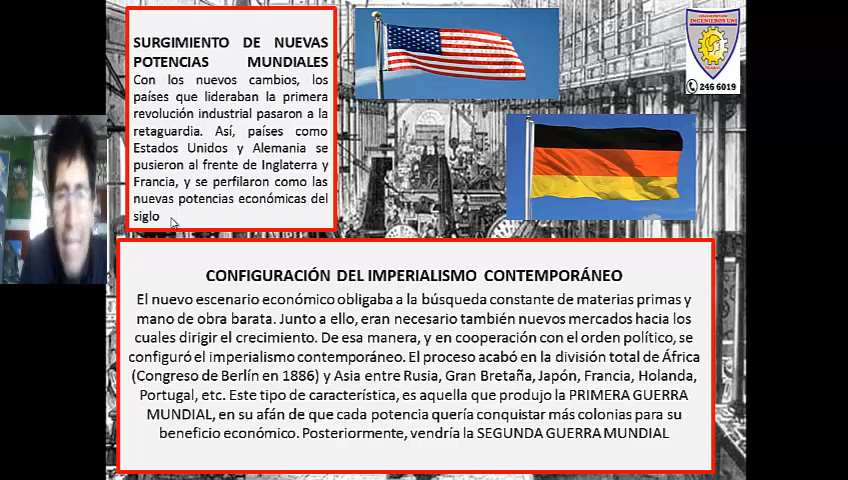 SURGIMIENTO DE NUEVAS
POTENCIAS MUNDIALES
Con los nuevos cambios, los
países que lideraban la primera
revolución industrial pasaron a la
retaguardia. Así, países como
Estados Unidos y Alemania se
pusieron al frente de Inglaterra y
Francia, y se perfilaron como las
nuevas potencias económicas del
siglo
INGENIEROS UNI
246 6019
CONFIGURACIÓN DEL IMPERIALISMO CONTEMPORÁNEO
El nuevo escenario económico obligaba a la búsqueda constante de materias primas y
mano de obra barata. Junto a ello, eran necesario también nuevos mercados hacia los
cuales dirigir el crecimiento. De esa manera, y en cooperación con el orden político, se
configuró el imperialismo contemporáneo. El proceso acabó en la división total de África
(Congreso de Berlín en 1886) y Asia entre Rusia, Gran Bretaña, Japón, Francia, Holanda,
Portugal, etc. Este tipo de característica, es aquella que produjo la PRIMERA GUERRA
MUNDIAL, en su afán de que cada potencia quería conquistar más colonias para su
beneficio económico. Posteriormente, vendría la SEGUNDA GUERRA MUNDIAL